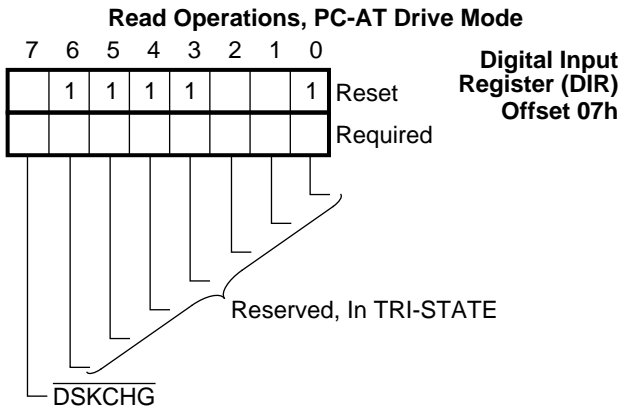 Read Operations, PC-AT Drive Mode
7 6 5 4 3 2 1 0
Digital Input
Register (DIR)
Offset 07h
1 1 1 1 1 Reset
Required
Reserved, In TRI-STATE
DSKCHG